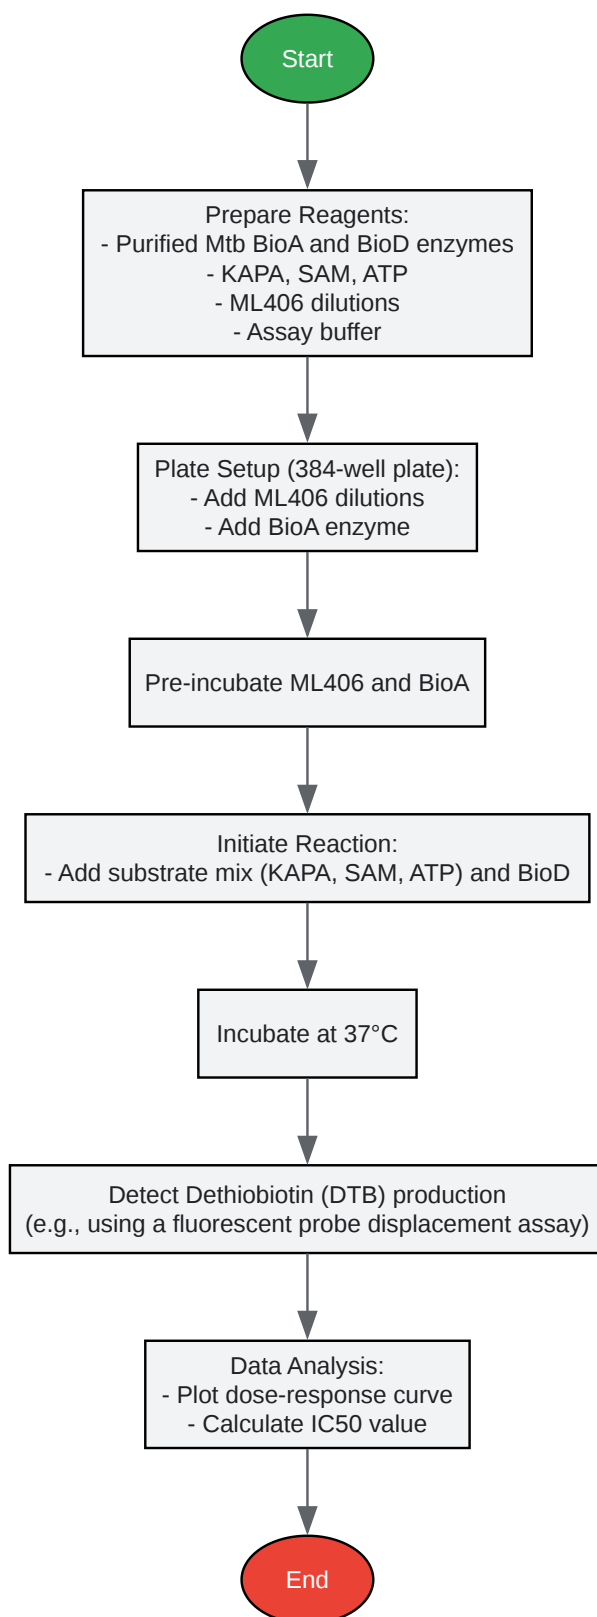 Start
Prepare Reagents:
- Purified Mtb BioA and BioD enzymes
- KAPA, SAM, ATP
- ML406 dilutions
- Assay buffer
Plate Setup (384-well plate):
- Add ML406 dilutions
- Add BioA enzyme
Pre-incubate ML406 and BioA
Initiate Reaction:
- Add substrate mix (KAPA, SAM, ATP) and BioD
Incubate at 37°C
Detect Dethiobiotin (DTB) production
(e.g., using a fluorescent probe displacement assay)
Data Analysis:
- Plot dose-response curve
- Calculate IC50 value
End